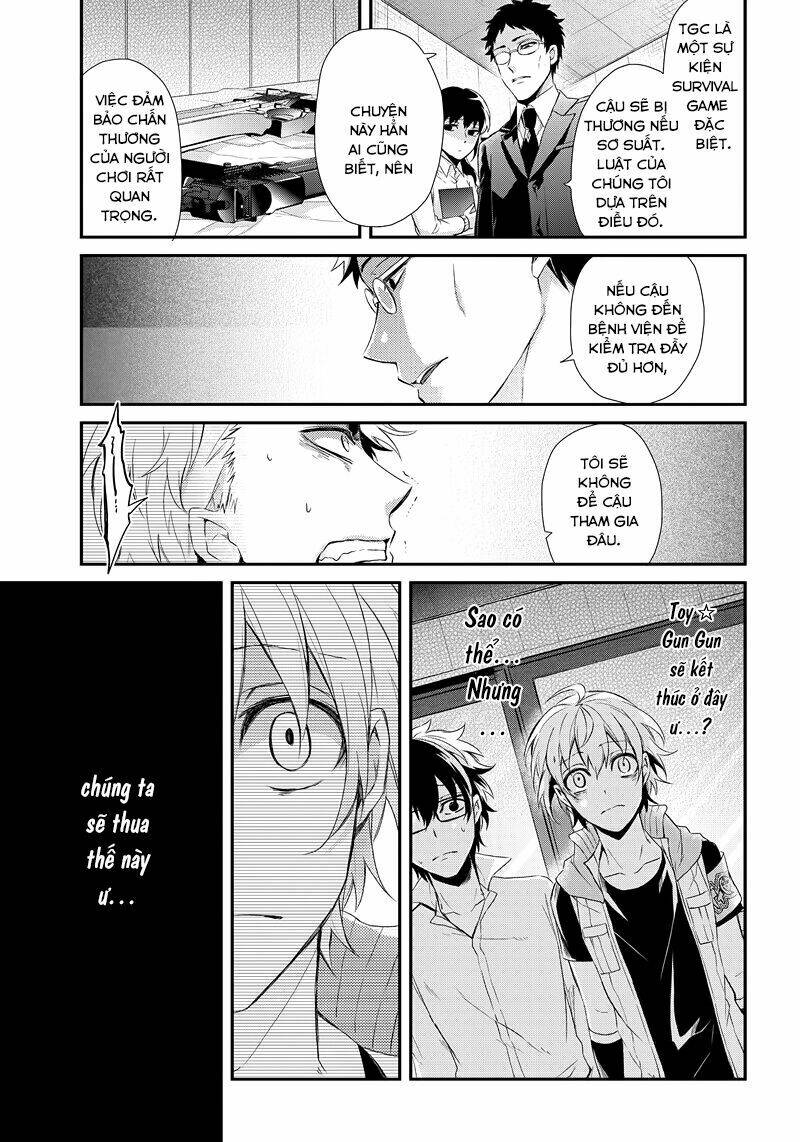 TGC LÀ
MỘT SỰ
KIỆN
SURVIVAL
GAME
ĐẶC
BIỆT.
CẬU SẼ BỊ
THƯƠNG NẾU
SƠ SUẤT.
LUẬT CỦA
CHÚNG TÔI
DỰA TRÊN
ĐIỀU ĐÓ.
CHUYỆN
NÀY HẲN
AI CŨNG
BIẾT, NÊN
VIỆC ĐẢM
BẢO CHẤN
THƯƠNG
CỦA NGƯỜI
CHƠI RẤT
QUAN
TRỌNG.
NẾU CẬU
KHÔNG ĐẾN
BỆNH VIỆN ĐỂ
KIỂM TRA ĐẦY
ĐỦ HƠN,
TÔI SẼ
KHÔNG
ĐỂ CẬU
THAM GIA
ĐÂU.
Toy ☆
Gun Gun
sẽ kết
thúc ở đây
ư...?
Sao có
thể...
Nhưng
...
chúng ta
sẽ thua
thế này
ư...